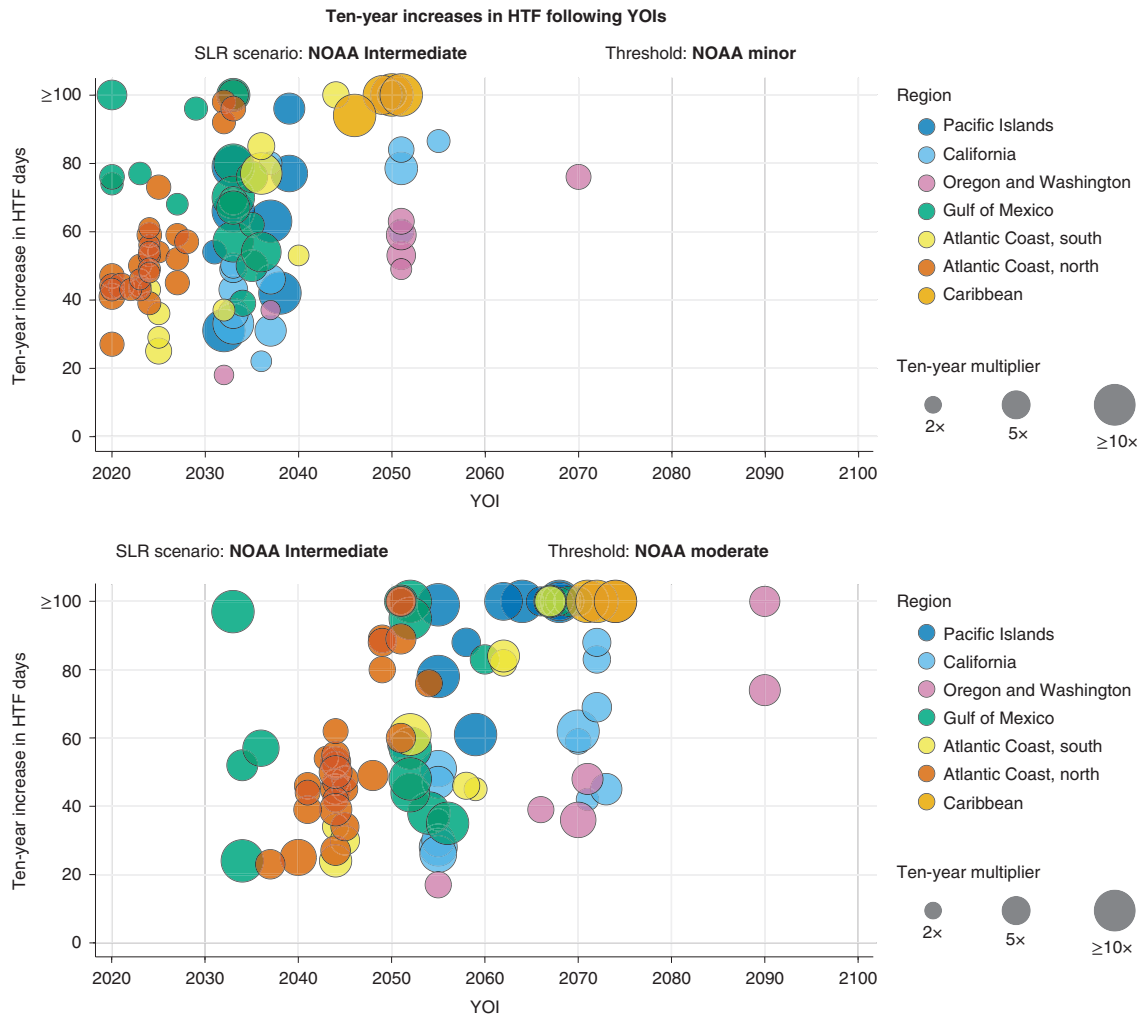 Ten-year increases in HTF following YOIs
SLR scenario: NOAA Intermediate
Threshold: NOAA minor
Ten-year increase in HTF days
≥100
80
60
40
20
0
2020 2030 2040 2050 2060 2070 2080 2090 2100
YOI
Region
Pacific Islands
California
Oregon and Washington
Gulf of Mexico
Atlantic Coast, south
Atlantic Coast, north
Caribbean
Ten-year multiplier
2× 5× ≥10×
SLR scenario: NOAA Intermediate
Threshold: NOAA moderate
Ten-year increase in HTF days
≥100
80
60
40
20
0
2020 2030 2040 2050 2060 2070 2080 2090 2100
YOI
Region
Pacific Islands
California
Oregon and Washington
Gulf of Mexico
Atlantic Coast, south
Atlantic Coast, north
Caribbean
Ten-year multiplier
2× 5× ≥10×